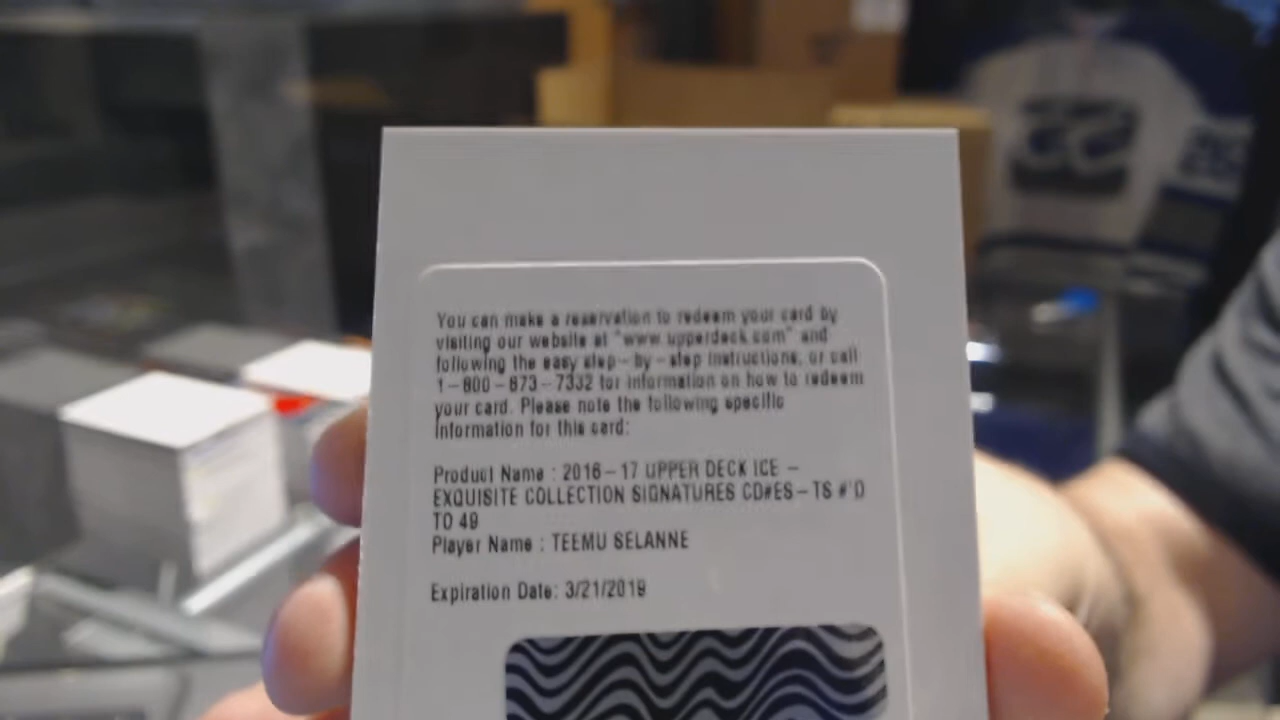 You can make a reservation to redeem your card by
visiting our website at "www.upperdeck.com" and
following the easy step-by-step instructions, or call
1-800-873-7332 for information on how to redeem
your card. Please note the following specific
information for this card:
Product Name : 2016-17 UPPER DECK ICE -
EXQUISITE COLLECTION SIGNATURES CD#ES-TS #'D
TO 49
Player Name : TEEMU SELANNE
Expiration Date: 3/21/2019